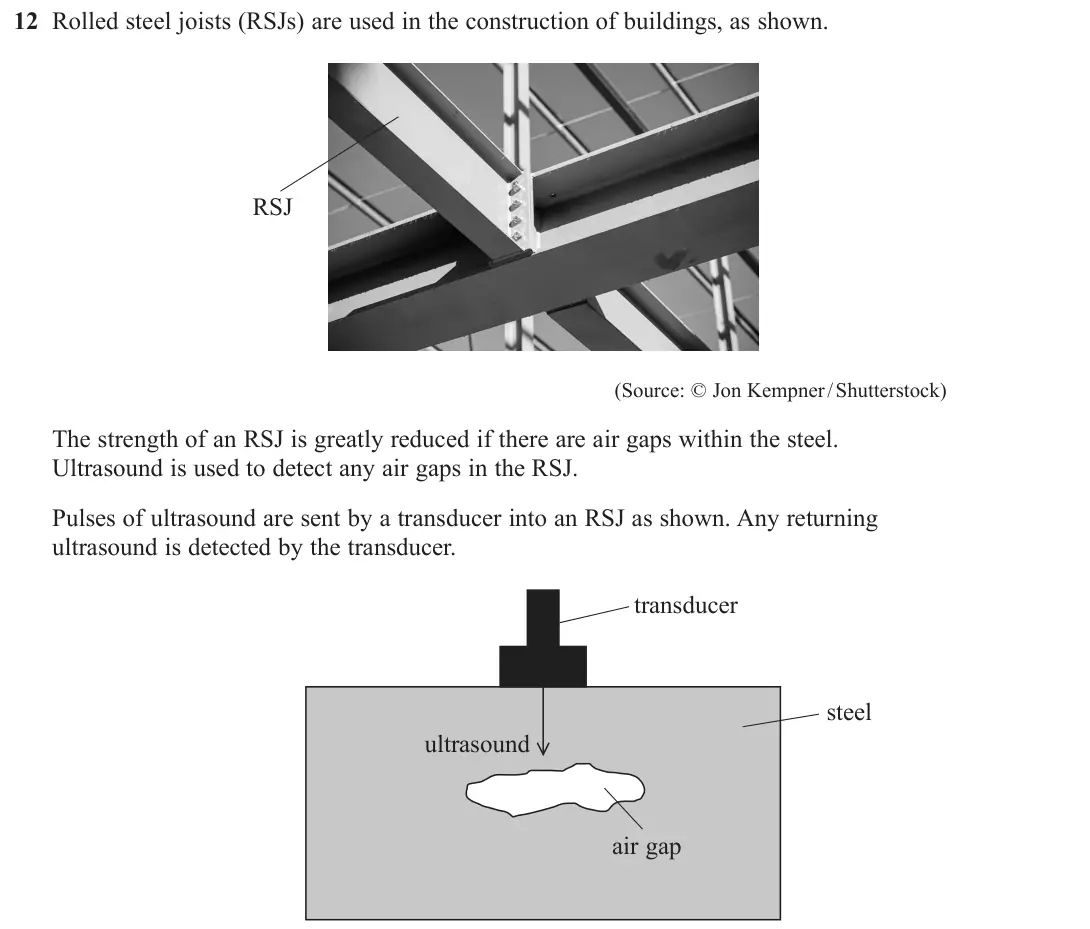 12 Rolled steel joists (RSJs) are used in the construction of buildings, as shown.
RSJ
(Source: © Jon Kempner/Shutterstock)
The strength of an RSJ is greatly reduced if there are air gaps within the steel.
Ultrasound is used to detect any air gaps in the RSJ.
Pulses of ultrasound are sent by a transducer into an RSJ as shown. Any returning
ultrasound is detected by the transducer.
transducer
steel
ultrasound
air gap